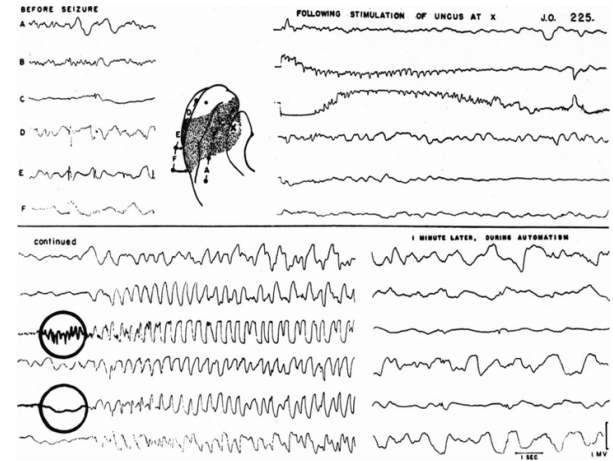 BEFORE SEIZURE
FOLLOWING STIMULATION OF UNCUS AT X J.O. 225.
A
B
C
D
E
F
D
E
F
A
X
continued
1 MINUTE LATER, DURING AUTOMATISM
1 SEC
1 MV